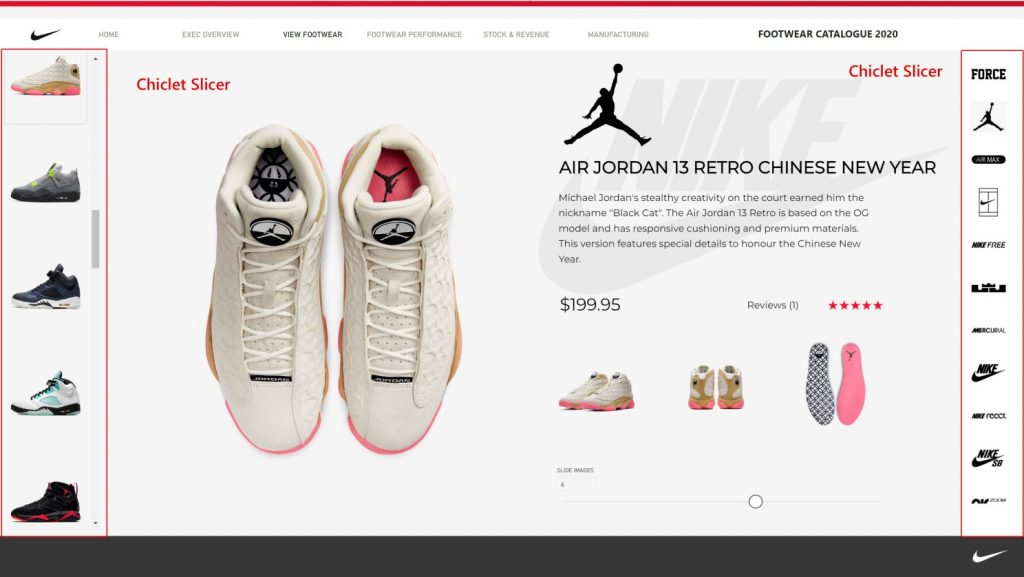 HOME
EXEC OVERVIEW
VIEW FOOTWEAR
FOOTWEAR PERFORMANCE
STOCK & REVENUE
MANUFACTURING
FOOTWEAR CATALOGUE 2020
Chiclet Slicer
Chiclet Slicer
NIKE
AIR JORDAN 13 RETRO CHINESE NEW YEAR
Michael Jordan's stealthy creativity on the court earned him the
nickname "Black Cat". The Air Jordan 13 Retro is based on the OG
model and has responsive cushioning and premium materials.
This version features special details to honour the Chinese New
Year.
$199.95
Reviews (1)
SLIDE IMAGES
4
JORDAN
JORDAN
FORCE
AIR MAX
NIKE FREE
MERCURIAL
NIKE
NIKE REACT
NIKE
SB
ZOOM